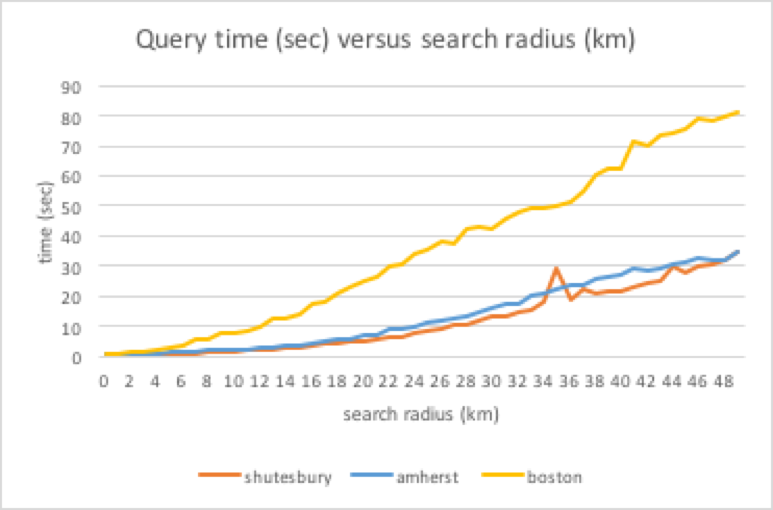 Query time (sec) versus search radius (km)
90
80
70
60
50
40
30
20
10
0
time (sec)
0 2 4 6 8 10 12 14 16 18 20 22 24 26 28 30 32 34 36 38 40 42 44 46 48
search radius (km)
shutesbury amherst boston